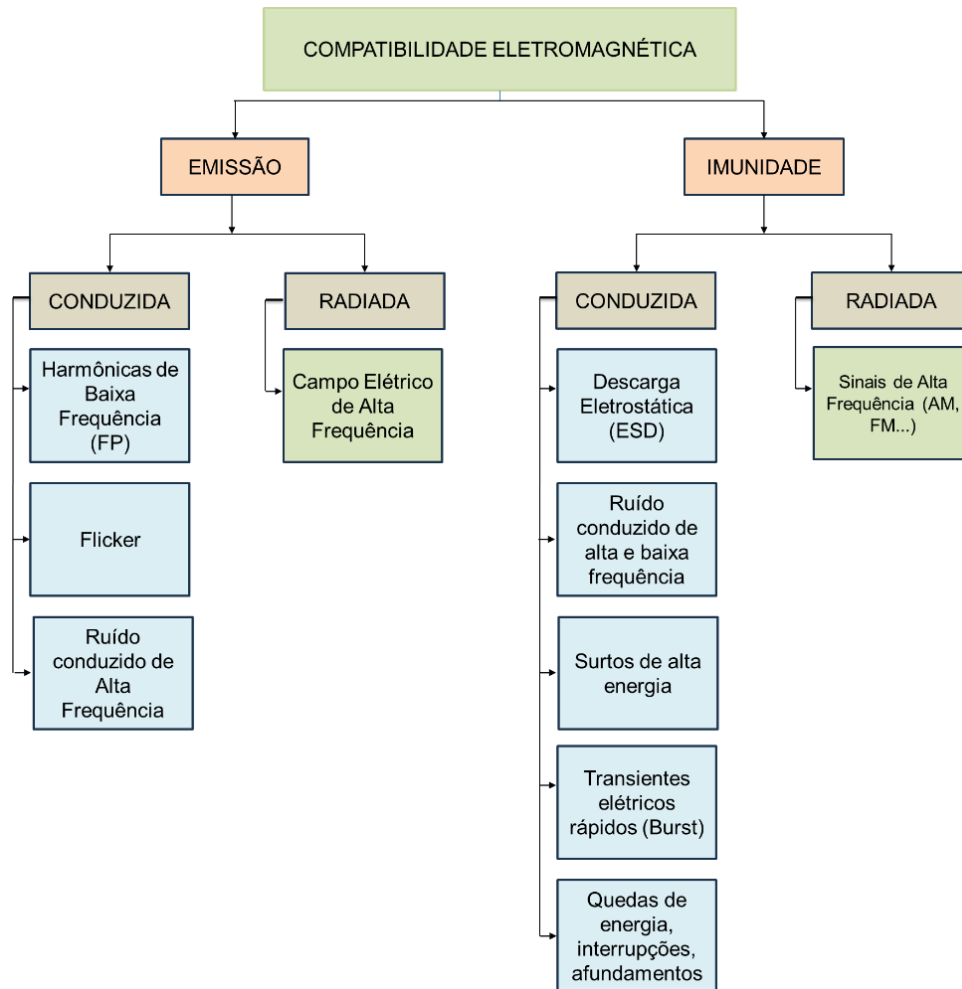 COMPATIBILIDADE ELETROMAGNÉTICA
EMISSÃO
IMUNIDADE
CONDUZIDA
RADIADA
CONDUZIDA
RADIADA
Harmônicas de
Baixa
Frequência
(FP)
Campo Elétrico
de Alta
Frequência
Descarga
Eletrostática
(ESD)
Sinais de Alta
Frequência (AM,
FM...)
Flicker
Ruído
conduzido de
alta e baixa
frequência
Ruído
conduzido de
Alta
Frequência
Surtos de alta
energia
Transientes
elétricos
rápidos (Burst)
Quedas de
energia,
interrupções,
afundamentos